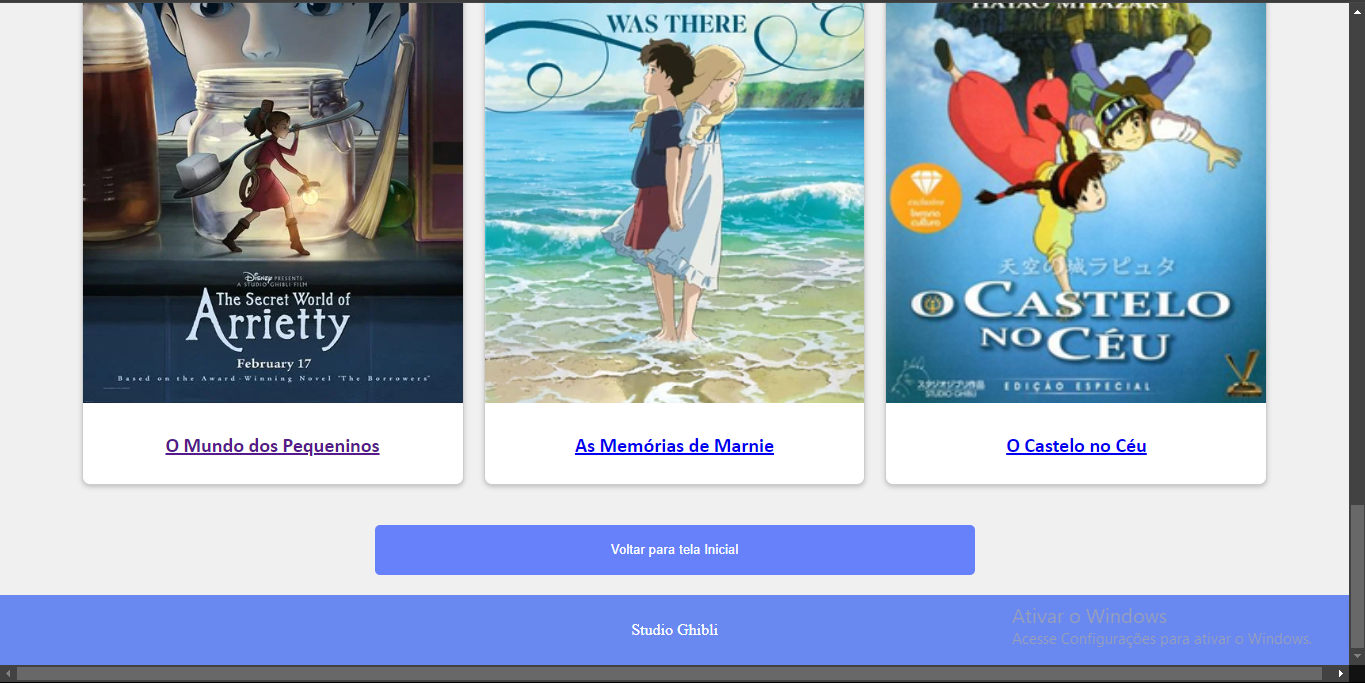 WAS THERE
HAYAO MIYAZAKI
Disney PRESENTS
A STUDIO GHIBLI FILM
The Secret World of
Arrietty
February 17
Based on the Award-Winning Novel "The Borrowers"
exclusivo
livraria
cultura
天空の城ラピュタ
O CASTELO
NO CÉU
スタジオジブリ作品
STUDIO GHIBLI
EDIÇÃO ESPECIAL
O Mundo dos Pequeninos
As Memórias de Marnie
O Castelo no Céu
Voltar para tela Inicial
Studio Ghibli
Ativar o Windows
Acesse Configurações para ativar o Windows.